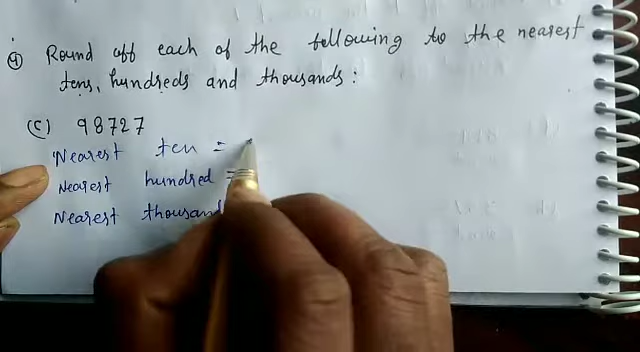 ④ Round off each of the following to the nearest
tens, hundreds and thousands :
(c) 98727
Nearest ten =
Nearest hundred =
Nearest thousand